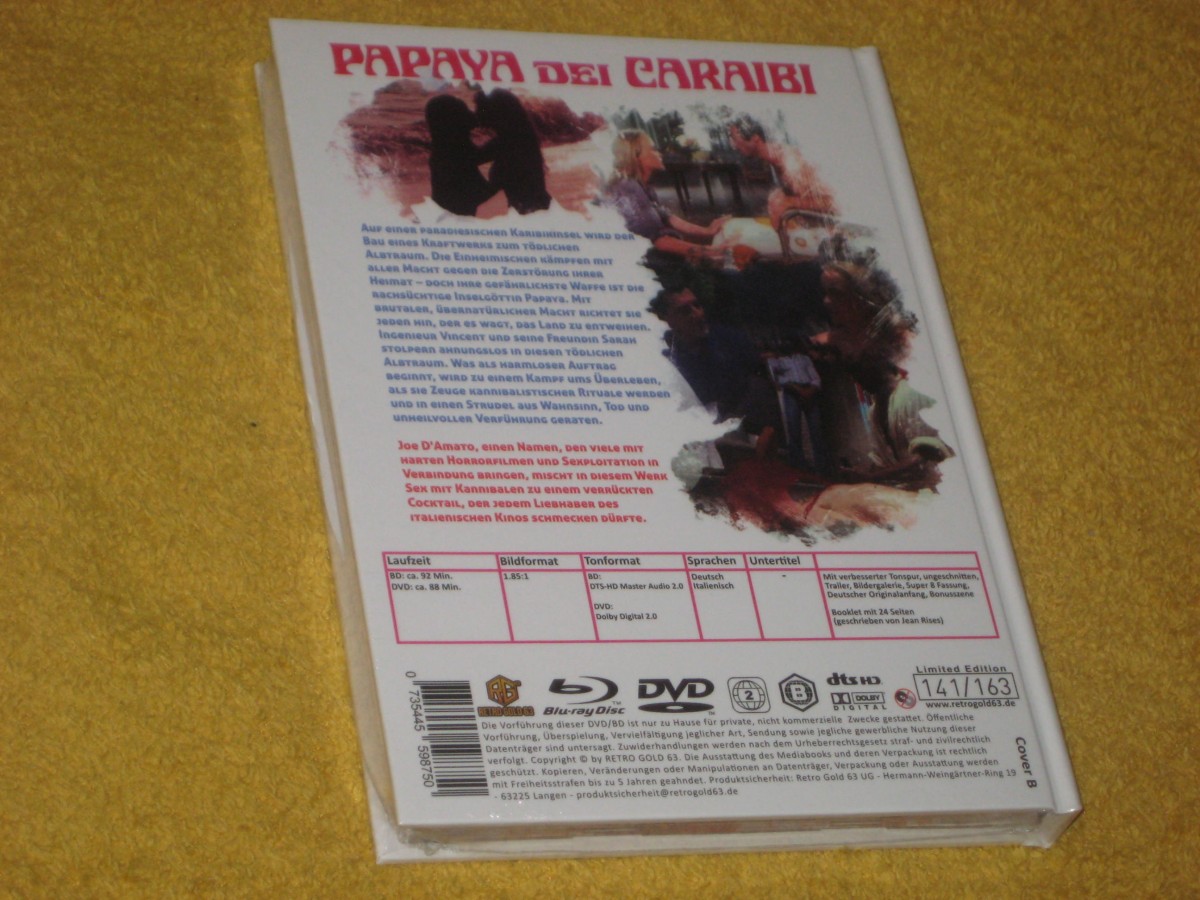 PAPAYA DEI CARAIBI
Auf einer paradiesischen Karibikinsel wird der
Bau eines Kraftwerks zum tödlichen
Albtraum. Die Einheimischen kämpfen mit
aller Macht gegen die Zerstörung ihrer
Heimat – doch ihre gefährlichste Waffe ist die
rachsüchtige Inselgöttin Papaya. Mit
brutaler, übernatürlicher Macht richtet sie
jeden hin, der es wagt, das Land zu entweihen.
Ingenieur Vincent und seine Freundin Sarah
stolpern ahnungslos in diesen tödlichen
Albtraum. Was als harmloser Auftrag
beginnt, wird zu einem Kampf ums Überleben,
als sie Zeuge kannibalistischer Rituale werden
und in einen Strudel aus Wahnsinn, Tod und
unheilvoller Verführung geraten.
Joe D'Amato, einen Namen, den viele mit
harten Horrorfilmen und Sexploitation in
Verbindung bringen, mischt in diesem Werk
Sex mit Kannibalen zu einem verrückten
Cocktail, der jedem Liebhaber des
italienischen Kinos schmecken dürfte.
Laufzeit Bildformat Tonformat Sprachen Untertitel
BD: ca. 92 Min.
DVD: ca. 88 Min.
1.85:1
BD:
DTS-HD Master Audio 2.0
DVD:
Dolby Digital 2.0
Deutsch
Italienisch
-
Mit verbesserter Tonspur, ungeschnitten,
Trailer, Bildergalerie, Super 8 Fassung,
Deutscher Originalanfang, Bonusszene
Booklet mit 24 Seiten
(geschrieben von Jean Rises)
0 735445 598750
RG
RETRO GOLD 63
Blu-ray Disc
DVD
2
B
dts HD
DOLBY
DIGITAL
Limited Edition
141/163
www.retrogold63.de
Die Vorführung dieser DVD/BD ist nur zu Hause für private, nicht kommerzielle Zwecke gestattet. Öffentliche
Vorführung, Überspielung, Vervielfältigung jeglicher Art, Sendung sowie jegliche gewerbliche Nutzung dieser
Datenträger sind untersagt. Zuwiderhandlungen werden nach dem Urheberrechtsgesetz straf- und zivilrechtlich
verfolgt. Copyright © by RETRO GOLD 63. Die Ausstattung des Mediabooks und deren Verpackung ist rechtlich
geschützt. Kopieren, Veränderungen oder Manipulationen an Datenträger, Verpackung oder Ausstattung werden
mit Freiheitsstrafen bis zu 5 Jahren geahndet. Produktsicherheit: Retro Gold 63 UG - Hermann-Weingärtner-Ring 19
- 63225 Langen - produktsicherheit@retrogold63.de
Cover B